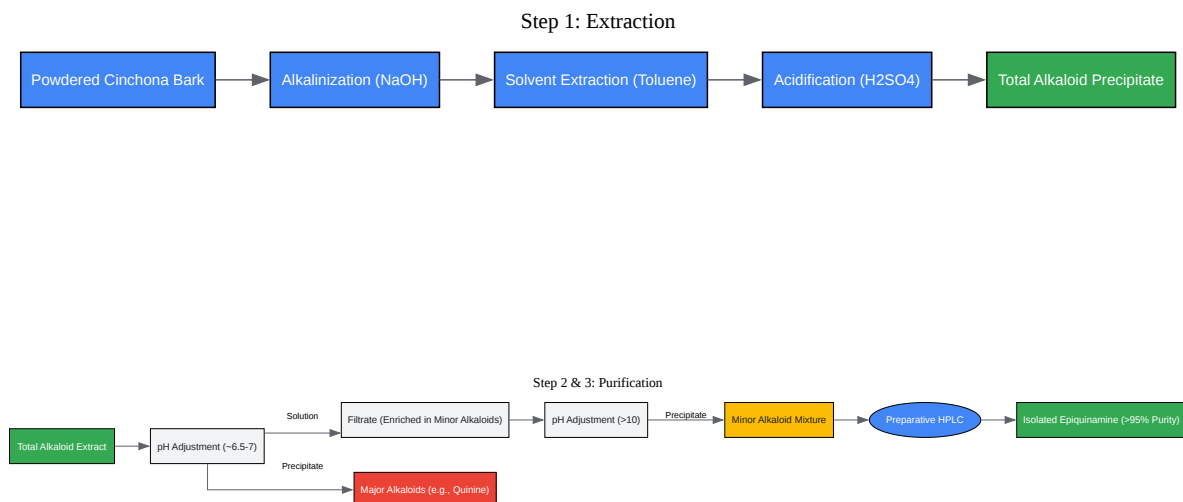 Step 1: Extraction
Powdered Cinchona Bark
Alkalinization (NaOH)
Solvent Extraction (Toluene)
Acidification (H2SO4)
Total Alkaloid Precipitate
Step 2 & 3: Purification
Total Alkaloid Extract
pH Adjustment (~6.5-7)
Solution
Filtrate (Enriched in Minor Alkaloids)
pH Adjustment (>10)
Precipitate
Minor Alkaloid Mixture
Preparative HPLC
Isolated Epiquinamine (>95% Purity)
Precipitate
Major Alkaloids (e.g., Quinine)